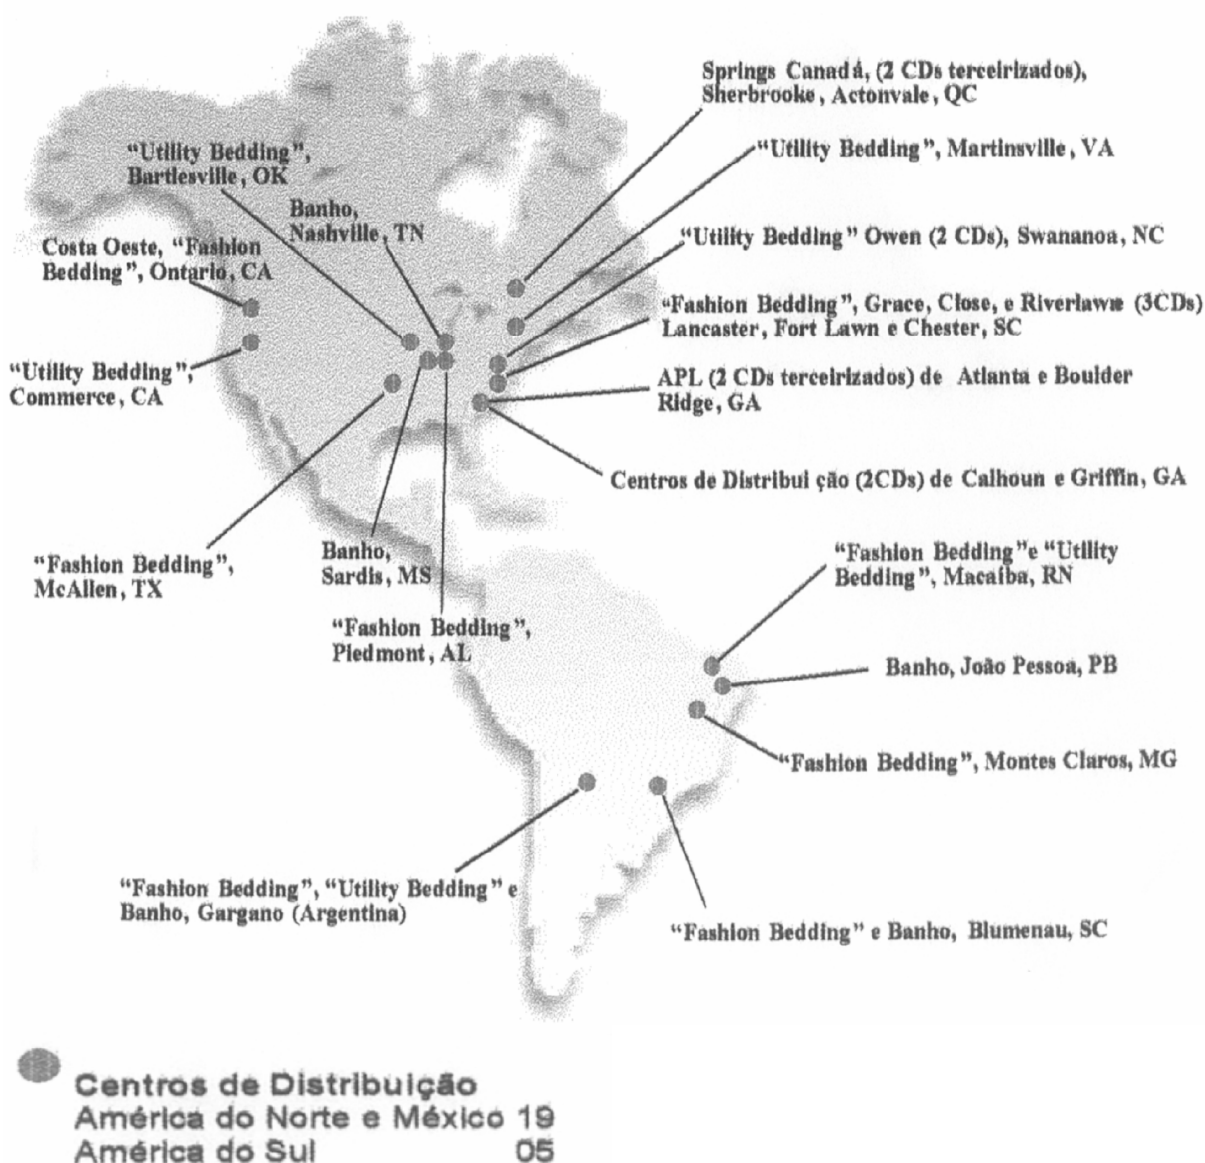 Springs Canadá, (2 CDs terceirizados),
Sherbrooke, Actonvale, QC
“Utility Bedding”,
Bartlesville, OK
“Utility Bedding”, Martinsville, VA
Banho,
Nashville, TN
“Utility Bedding” Owen (2 CDs), Swananoa, NC
Costa Oeste, “Fashion
Bedding”, Ontario, CA
“Fashion Bedding”, Grace, Close, e Riverlawn (3CDs)
Lancaster, Fort Lawn e Chester, SC
“Utility Bedding”,
Commerce, CA
APL (2 CDs terceirizados) de Atlanta e Boulder
Ridge, GA
Centros de Distribui ção (2CDs) de Calhoun e Griffin, GA
“Fashion Bedding”,
McAllen, TX
Banho,
Sardis, MS
“Fashion Bedding”e “Utility
Bedding”, Macaíba, RN
“Fashion Bedding”,
Piedmont, AL
Banho, João Pessoa, PB
“Fashion Bedding”, Montes Claros, MG
“Fashion Bedding”, “Utility Bedding” e
Banho, Gargano (Argentina)
“Fashion Bedding” e Banho, Blumenau, SC
Centros de Distribuição
América do Norte e México 19
América do Sul 05